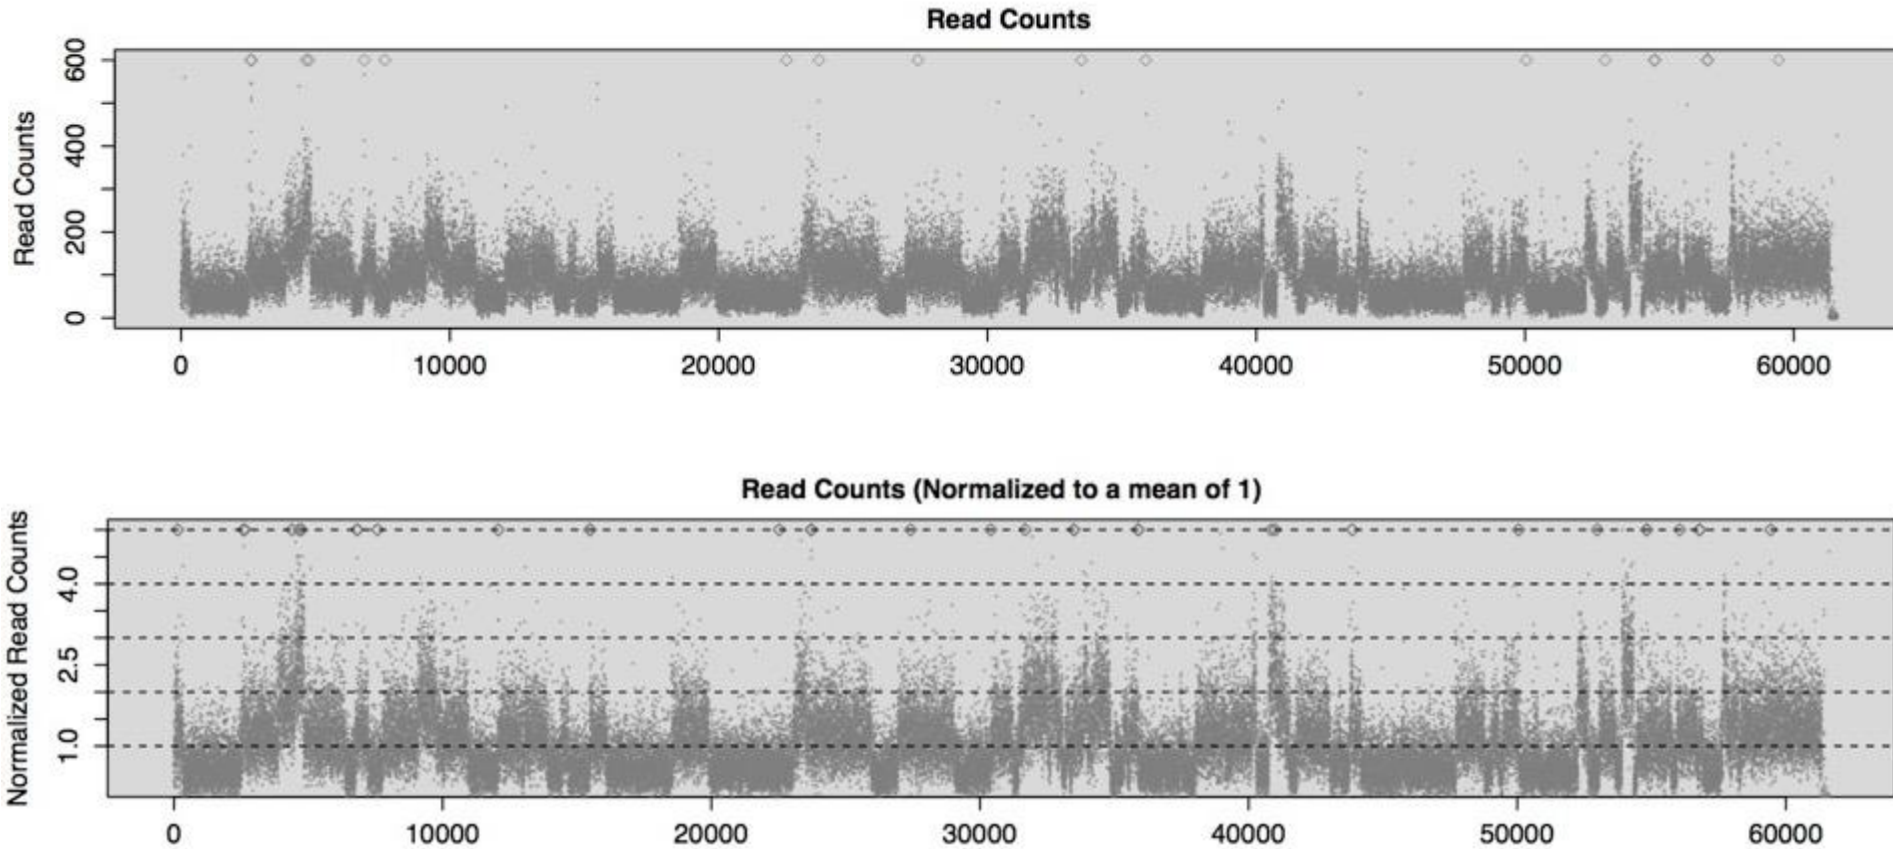 Read Counts
Read Counts
600
400
200
0
0 10000 20000 30000 40000 50000 60000
Read Counts (Normalized to a mean of 1)
Normalized Read Counts
4.0
2.5
1.0
0 10000 20000 30000 40000 50000 60000